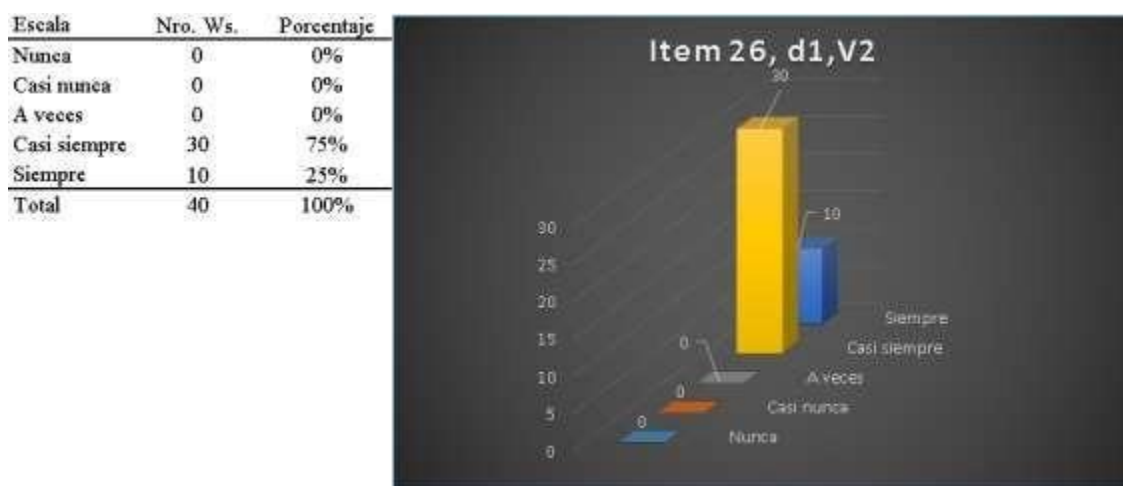 Escala Nro. Ws. Porcentaje
Nunca 0 0%
Casi nunca 0 0%
A veces 0 0%
Casi siempre 30 75%
Siempre 10 25%
Total 40 100%
Item 26, d1,V2
30
10
30
25
20
15
10
5
0
0
0
0
Siempre
Casi siempre
A veces
Casi nunca
Nunca